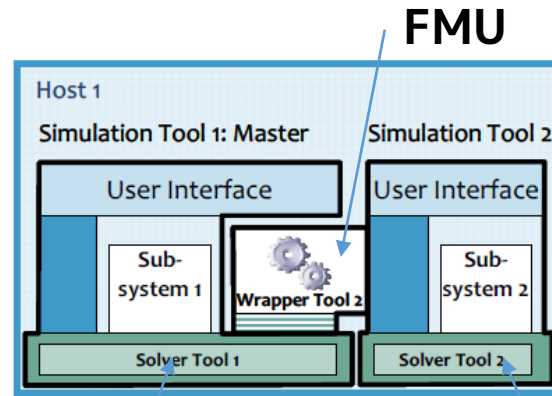 FMU
Host 1
Simulation Tool 1: Master
Simulation Tool 2
User Interface
User Interface
Sub-
system 1
Wrapper Tool 2
Sub-
system 2
Solver Tool 1
Solver Tool 2